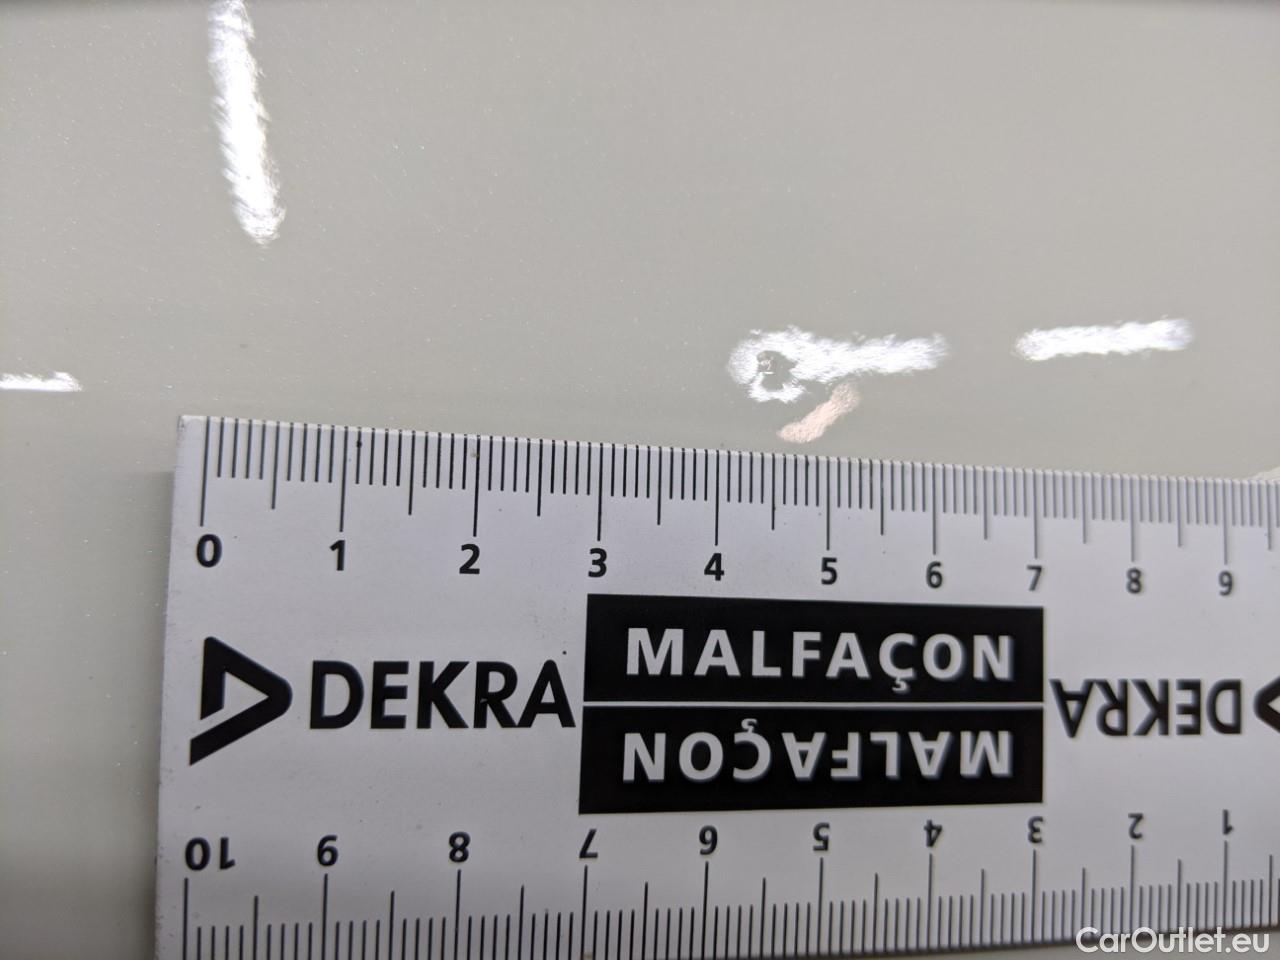 0 1 2 3 4 5 6 7 8 9
MALFAÇON
DEKRA
DEKRA
MALFAÇON
10 9 8 7 6 5 4 3 2 1
CarOutlet.eu